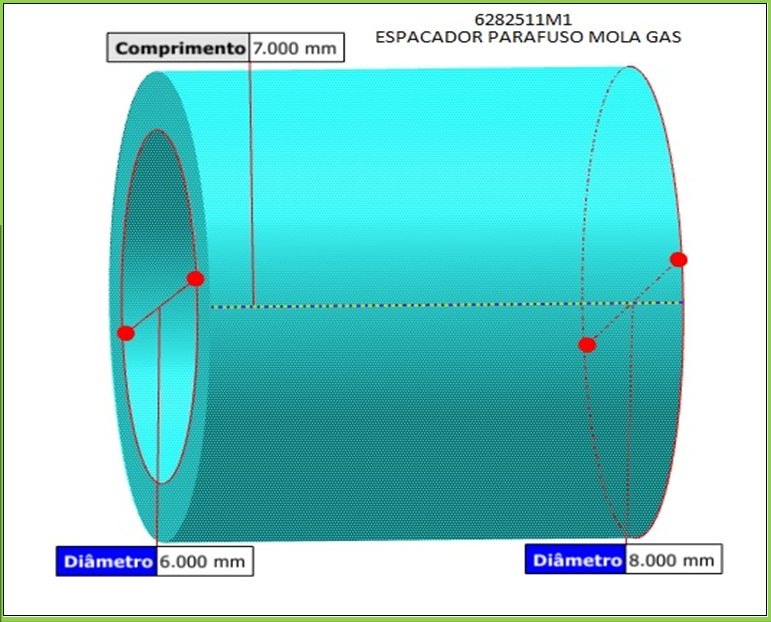 6282511M1
ESPACADOR PARAFUSO MOLA GAS
Comprimento 7.000 mm
Diâmetro 6.000 mm
Diâmetro 8.000 mm